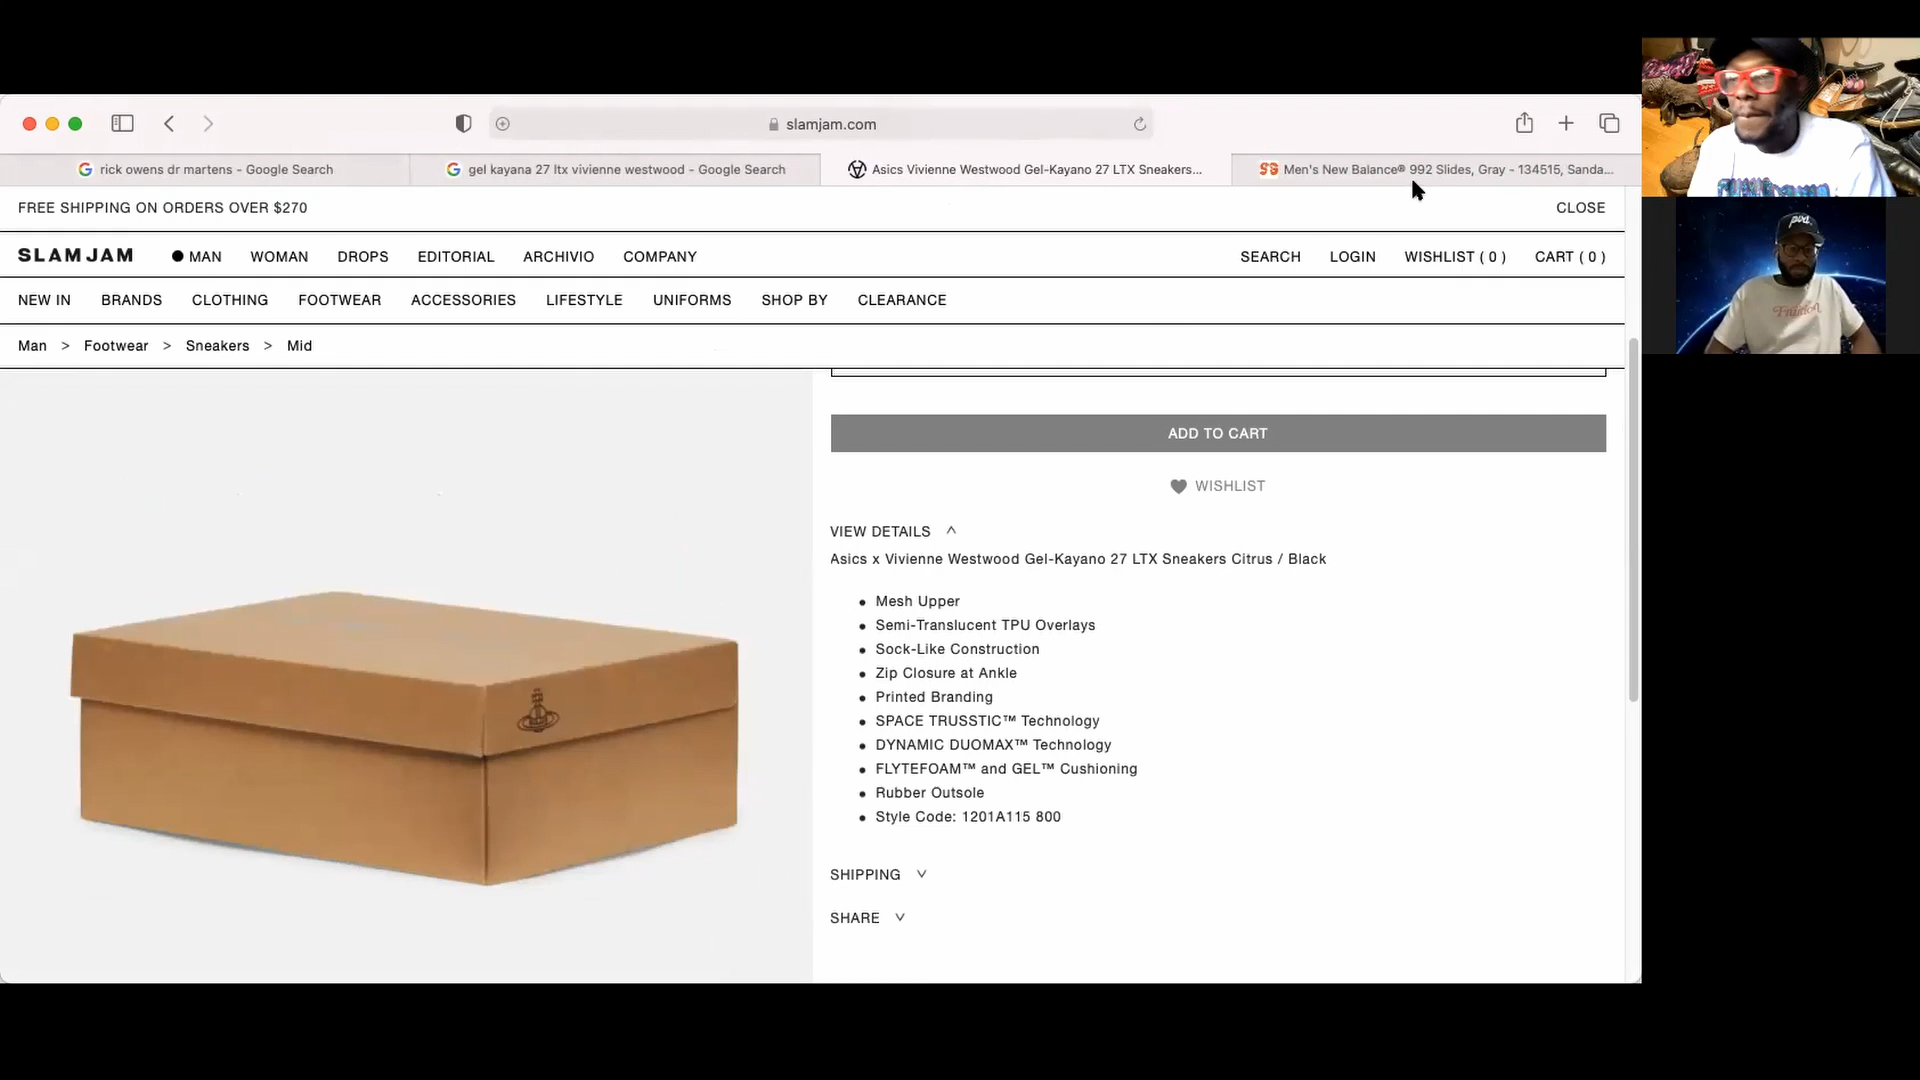 slamjam.com
rick owens dr martens - Google Search
gel kayana 27 ltx vivienne westwood - Google Search
Asics Vivienne Westwood Gel-Kayano 27 LTX Sneakers...
Men's New Balance® 992 Slides, Gray - 134515, Sanda...
FREE SHIPPING ON ORDERS OVER $270
CLOSE
SLAM JAM
MAN WOMAN DROPS EDITORIAL ARCHIVIO COMPANY
SEARCH LOGIN WISHLIST ( 0 ) CART ( 0 )
NEW IN BRANDS CLOTHING FOOTWEAR ACCESSORIES LIFESTYLE UNIFORMS SHOP BY CLEARANCE
Man > Footwear > Sneakers > Mid
ADD TO CART
WISHLIST
VIEW DETAILS
Asics x Vivienne Westwood Gel-Kayano 27 LTX Sneakers Citrus / Black
Mesh Upper
Semi-Translucent TPU Overlays
Sock-Like Construction
Zip Closure at Ankle
Printed Branding
SPACE TRUSSTIC™ Technology
DYNAMIC DUOMAX™ Technology
FLYTEFOAM™ and GEL™ Cushioning
Rubber Outsole
Style Code: 1201A115 800
SHIPPING
SHARE
Fruition